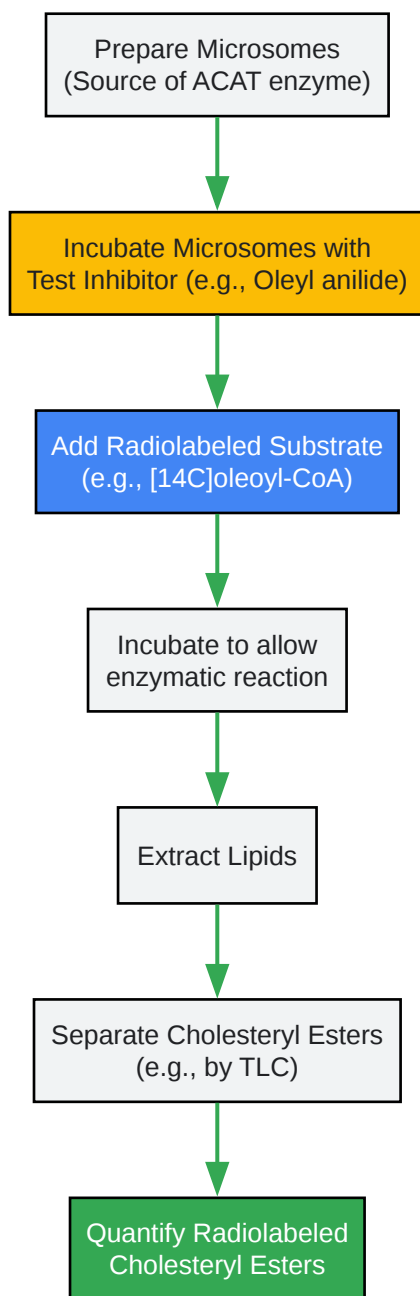 Prepare Microsomes
(Source of ACAT enzyme)
Incubate Microsomes with
Test Inhibitor (e.g., Oleyl anilide)
Add Radiolabeled Substrate
(e.g., [14C]oleoyl-CoA)
Incubate to allow
enzymatic reaction
Extract Lipids
Separate Cholesteryl Esters
(e.g., by TLC)
Quantify Radiolabeled
Cholesteryl Esters